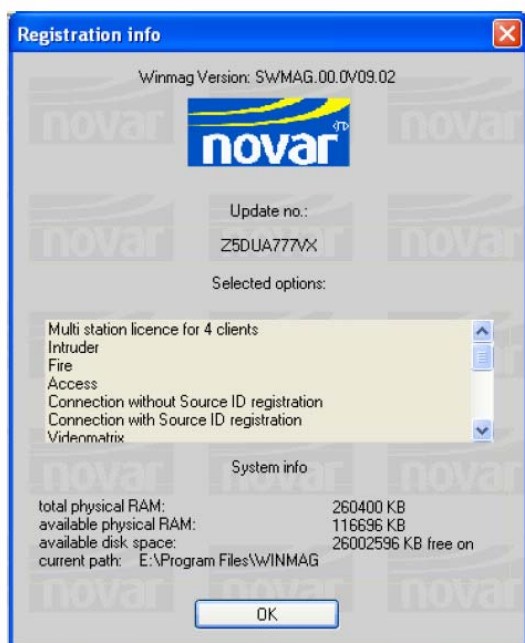 Registration info
Winmag Version: SWMAG.00.0V09.02
novar
Update no.:
Z5DUA777VX
Selected options:
Multi station licence for 4 clients
Intruder
Fire
Access
Connection without Source ID registration
Connection with Source ID registration
Videomatrix
System info
total physical RAM: 260400 KB
available physical RAM: 116696 KB
available disk space: 26002596 KB free on
current path: E:\Program Files\WINMAG
OK